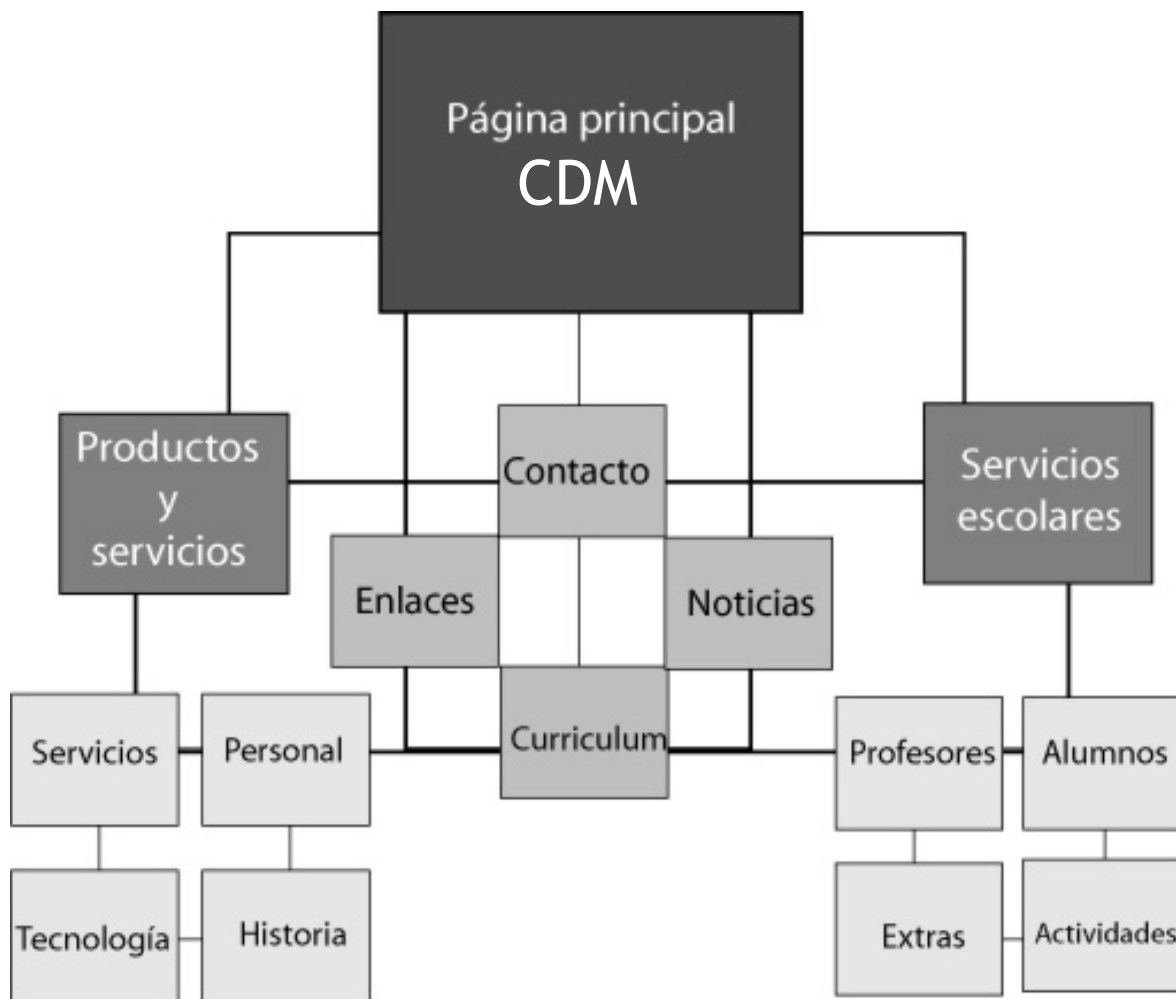 Página principal
CDM
Productos
y
servicios
Contacto
Servicios
escolares
Enlaces
Noticias
Servicios
Personal
Curriculum
Profesores
Alumnos
Tecnología
Historia
Extras
Actividades